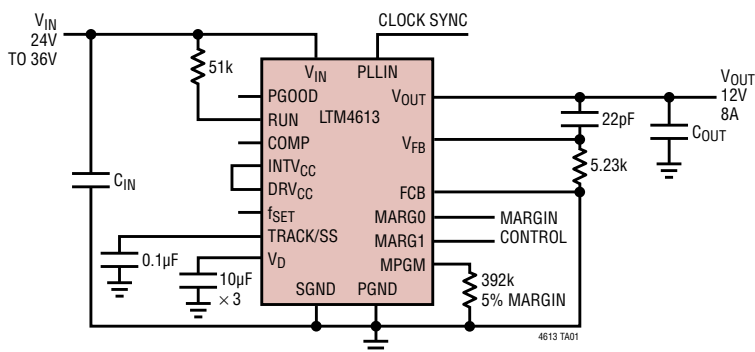 CLOCK SYNC
VIN
24V
TO 36V
51k
VIN
PLLIN
PGOOD
VOUT
VOUT
12V
8A
RUN
LTM4613
22pF
COUT
COMP
VFB
INTVCC
5.23k
CIN
DRVCC
FCB
fSET
MARG0
MARGIN
TRACK/SS
MARG1
CONTROL
0.1µF
VD
MPGM
10µF
× 3
392k
5% MARGIN
SGND
PGND
4613 TA01